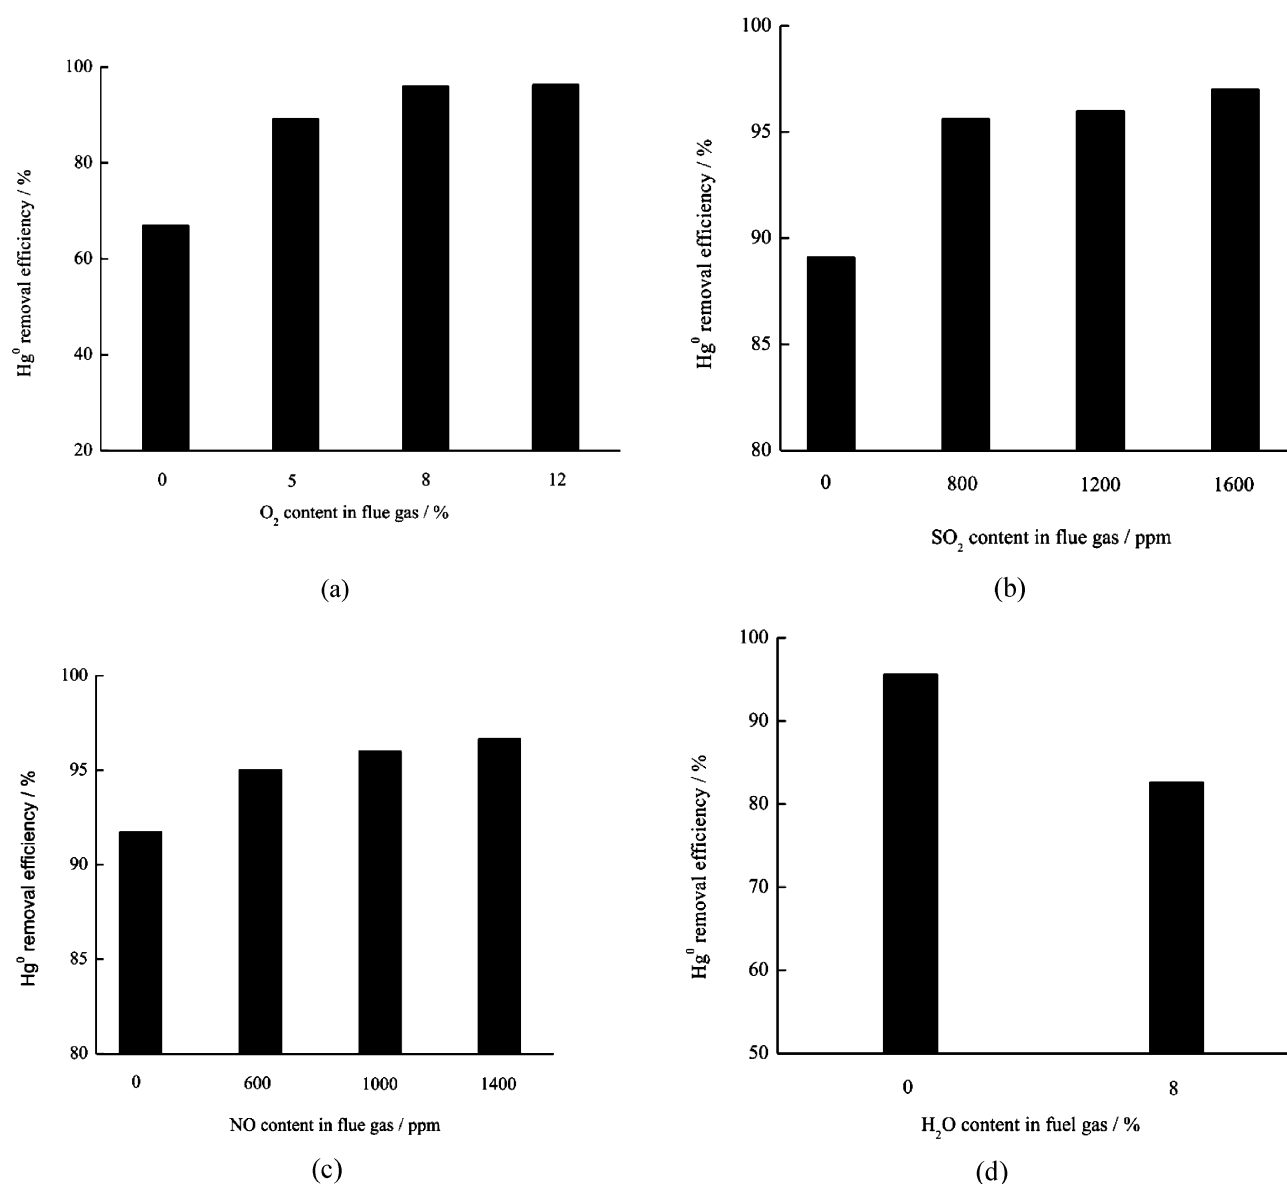 100
80
60
40
20
Hg⁰ removal efficiency / %
0 5 8 12
O₂ content in flue gas / %
(a)
100
95
90
85
80
Hg⁰ removal efficiency / %
0 800 1200 1600
SO₂ content in flue gas / ppm
(b)
100
95
90
85
80
Hg⁰ removal efficiency / %
0 600 1000 1400
NO content in flue gas / ppm
(c)
100
90
80
70
60
50
Hg⁰ removal efficiency / %
0 8
H₂O content in fuel gas / %
(d)